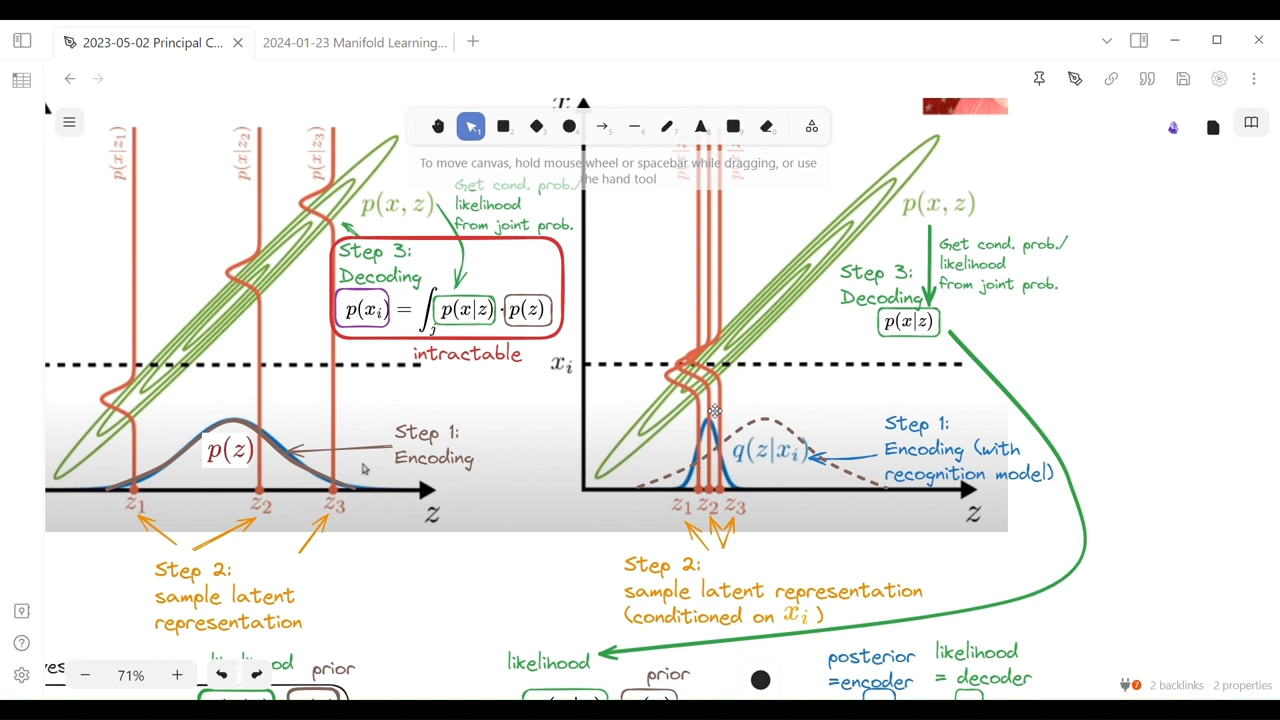 2023-05-02 Principal C...
2024-01-23 Manifold Learning...
To move canvas, hold mouse wheel or spacebar while dragging, or use
the hand tool
p(x|z₁)
p(x|z₂)
p(x|z₃)
p(x, z)
Get cond. prob./
likelihood
from joint prob.
Step 3:
Decoding
p(xᵢ) = ∫ⱼ p(x|z) · p(z)
intractable
p(z)
Step 1:
Encoding
z₁
z₂
z₃
z
Step 2:
sample latent
representation
x
p(x, z)
Get cond. prob./
likelihood
from joint prob.
Step 3:
Decoding
p(x|z)
xᵢ
q(z|xᵢ)
Step 1:
Encoding (with
recognition model)
z₁ z₂ z₃
z
Step 2:
sample latent representation
(conditioned on xᵢ)
prior
likelihood
prior
posterior
=encoder
likelihood
= decoder
71%
7
2 backlinks
2 properties